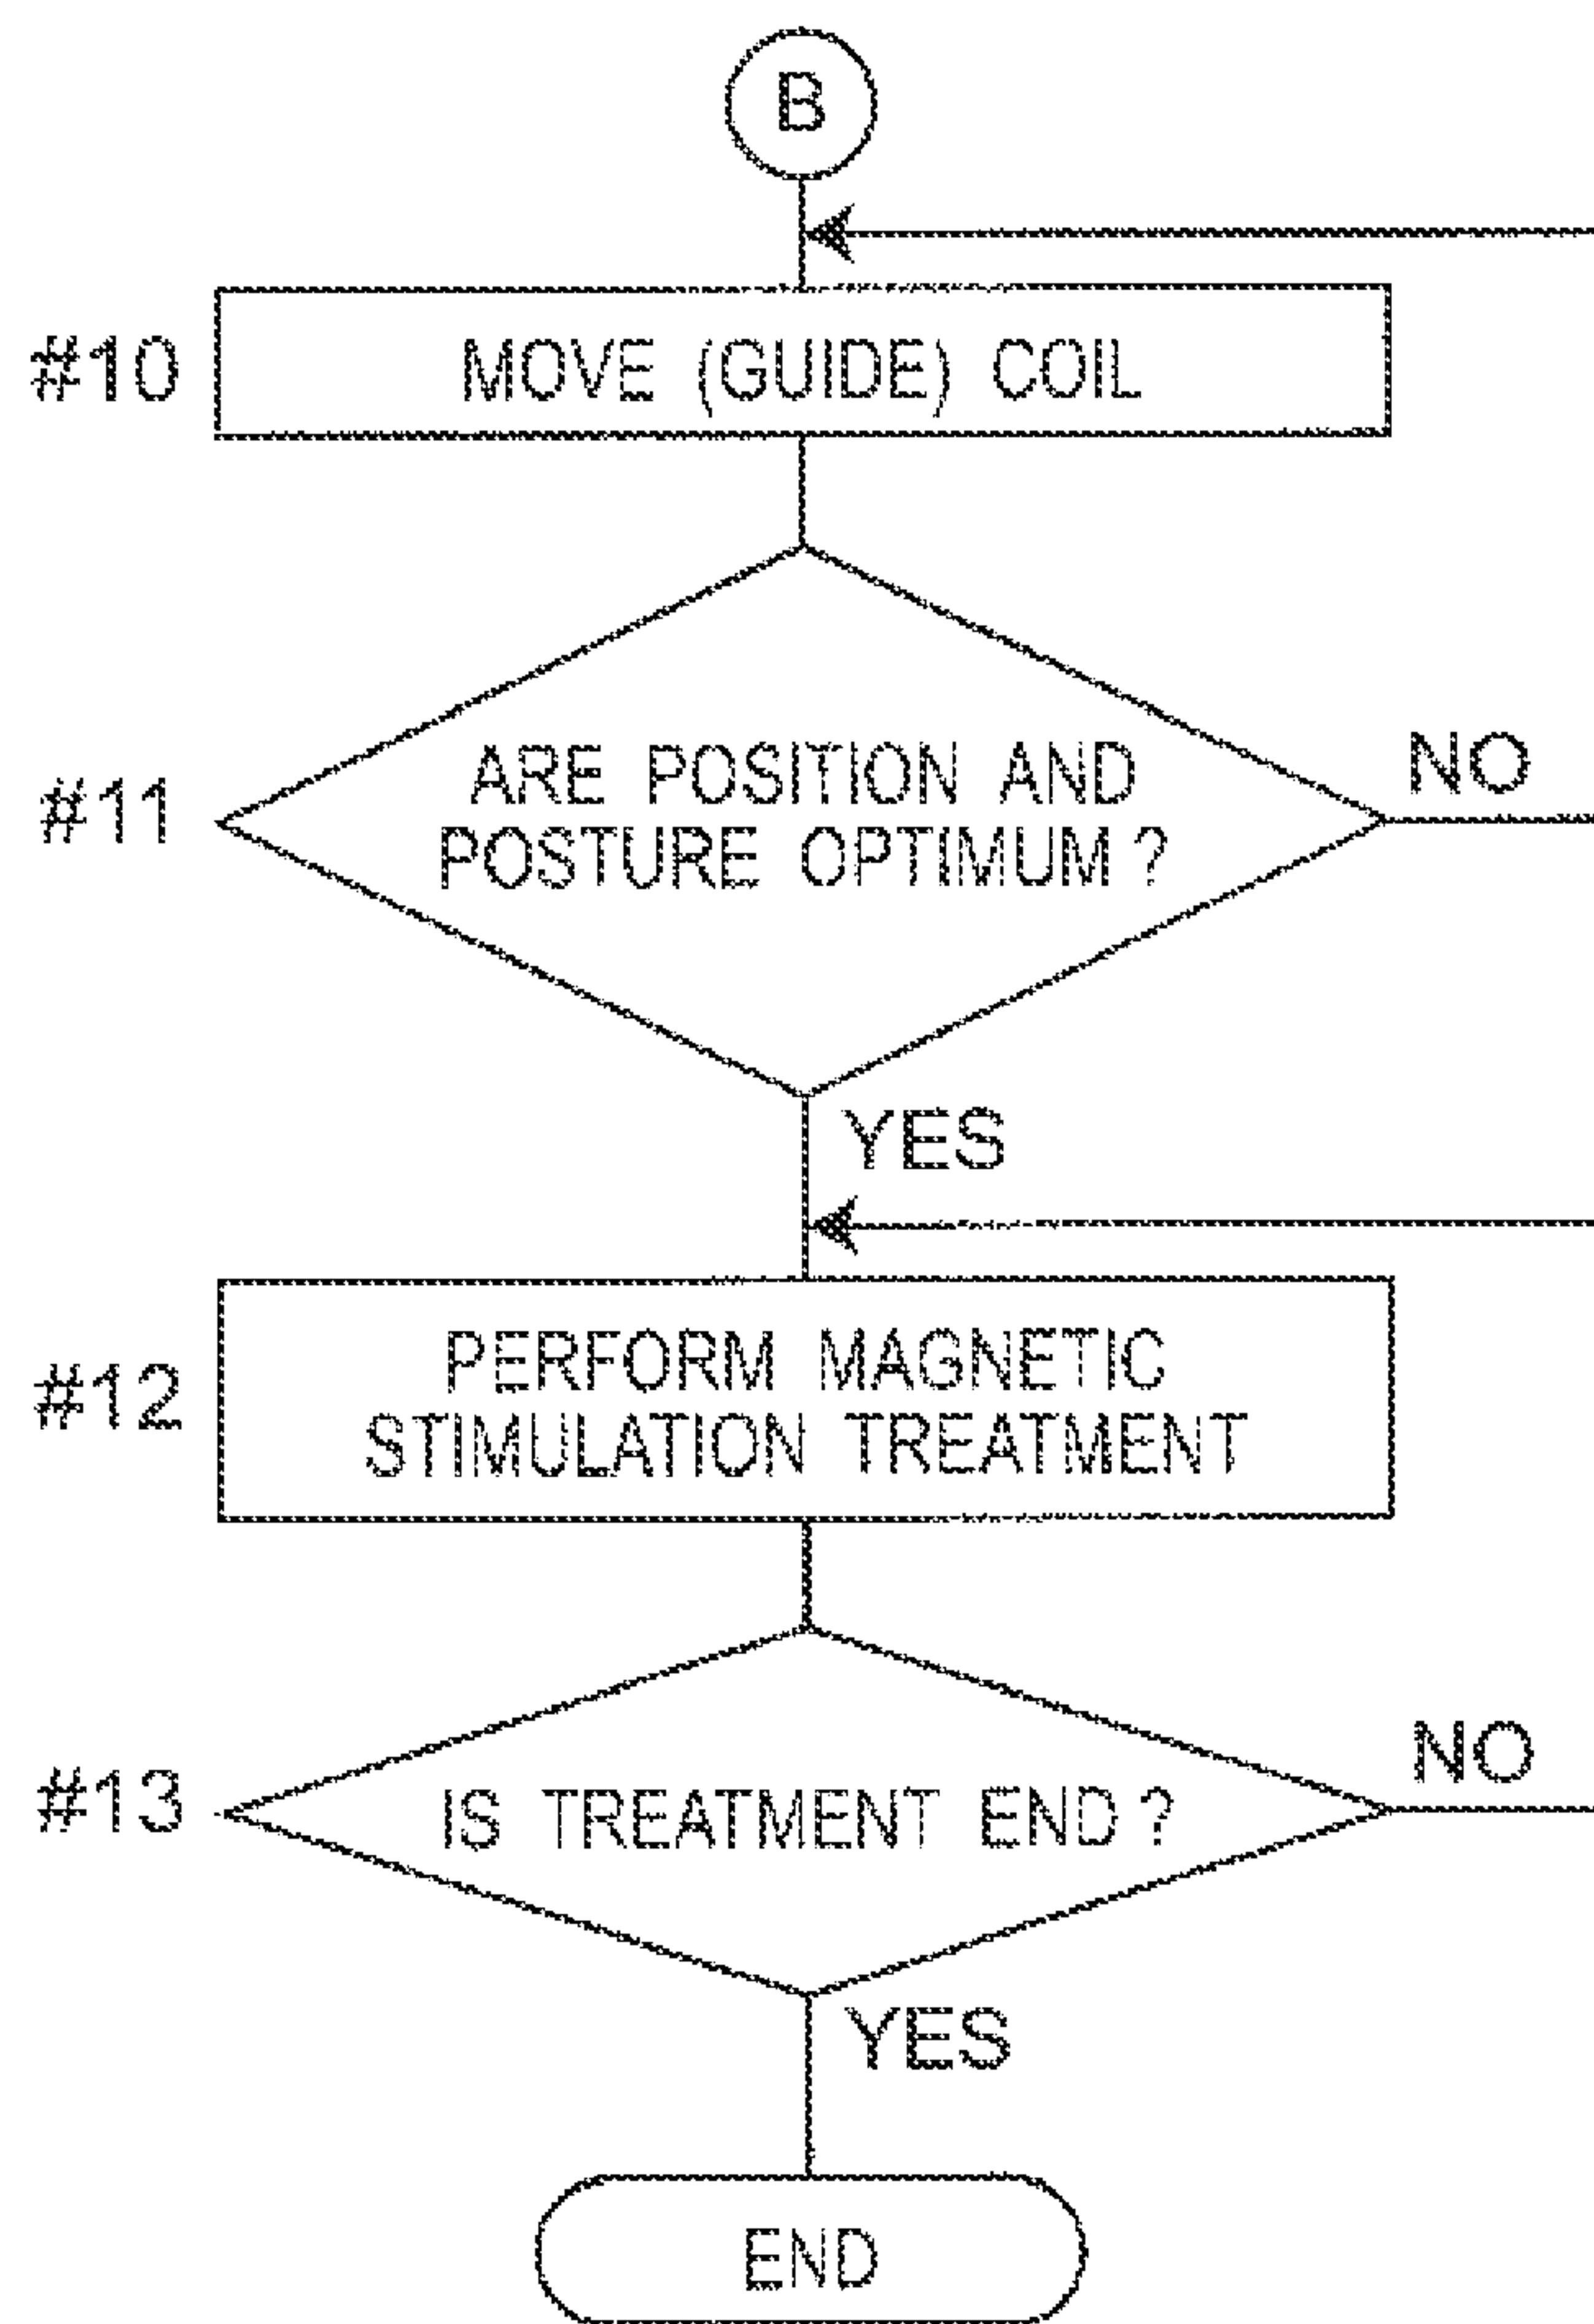 B
#10
MOVE (GUIDE) COIL
#11
ARE POSITION AND
POSTURE OPTIMUM ?
NO
YES
#12
PERFORM MAGNETIC
STIMULATION TREATMENT
#13
IS TREATMENT END ?
NO
YES
END